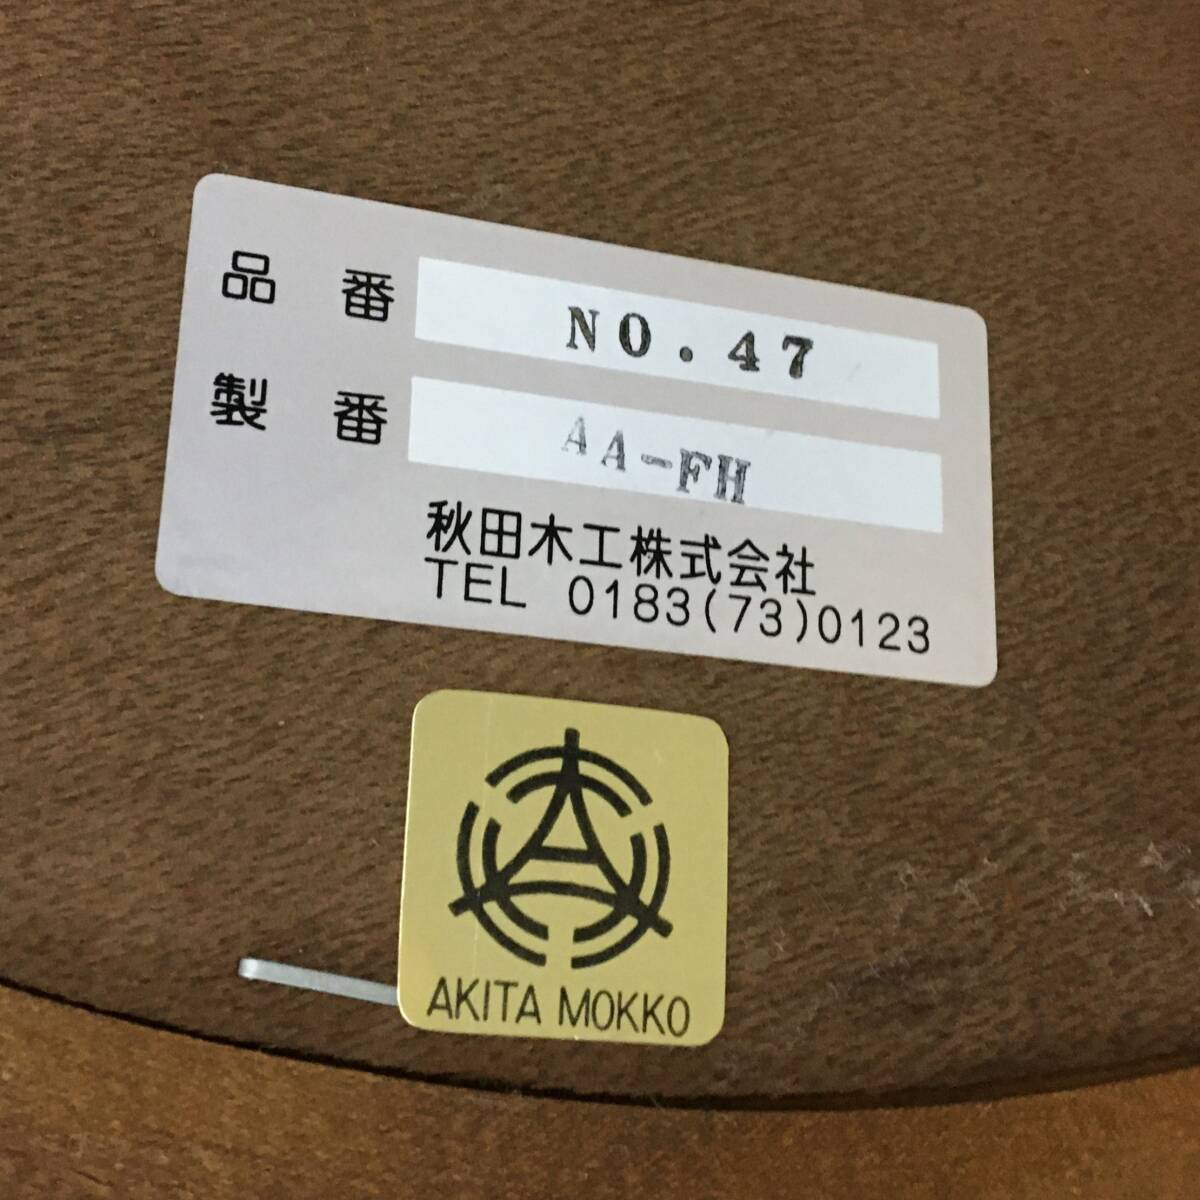 品番 NO.47
製番 AA-FH
秋田木工株式会社
TEL 0183(73)0123
AKITA MOKKO